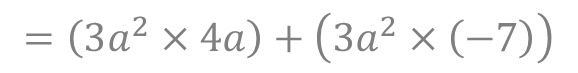 = (3a² × 4a) + (3a² × (−7))